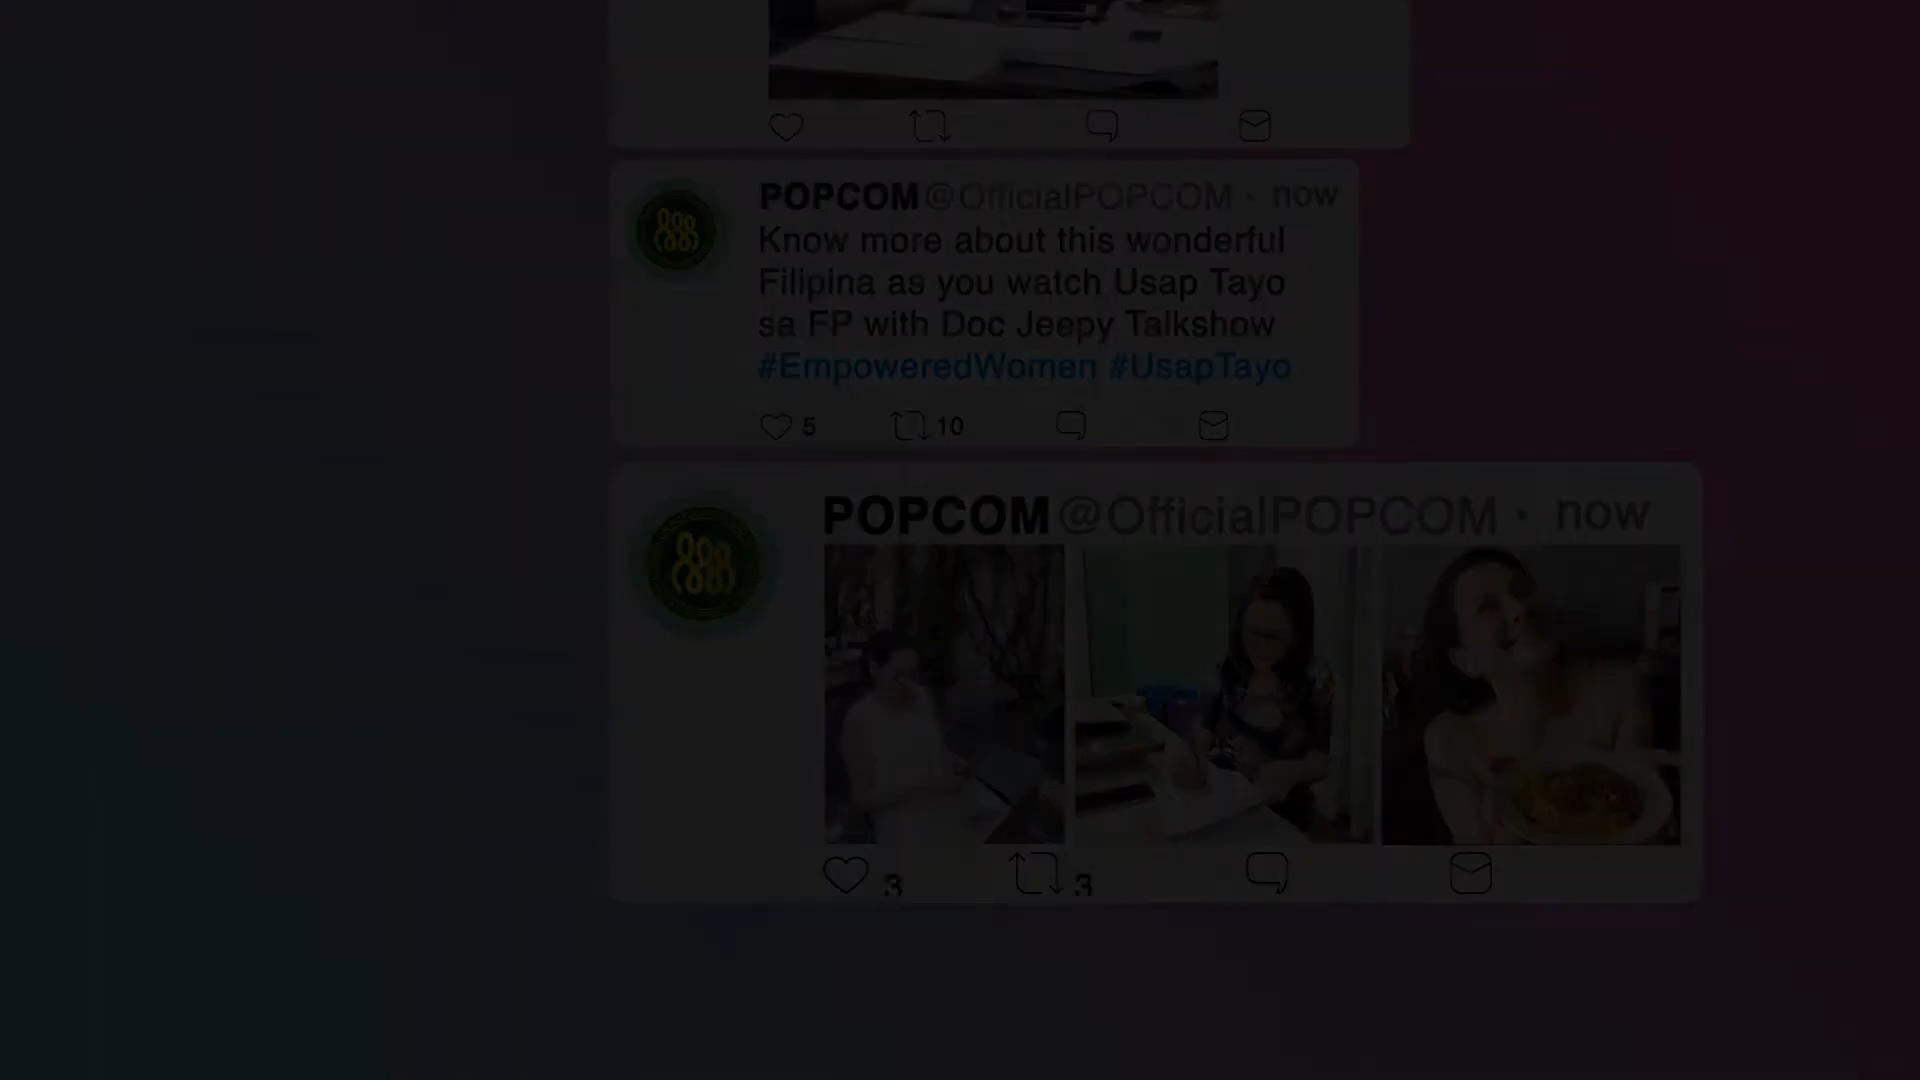 POPCOM @OfficialPOPCOM · now
Know more about this wonderful
Filipina as you watch Usap Tayo
sa FP with Doc Jeepy Talkshow
#EmpoweredWomen #UsapTayo
5 10
POPCOM @OfficialPOPCOM · now
3 3